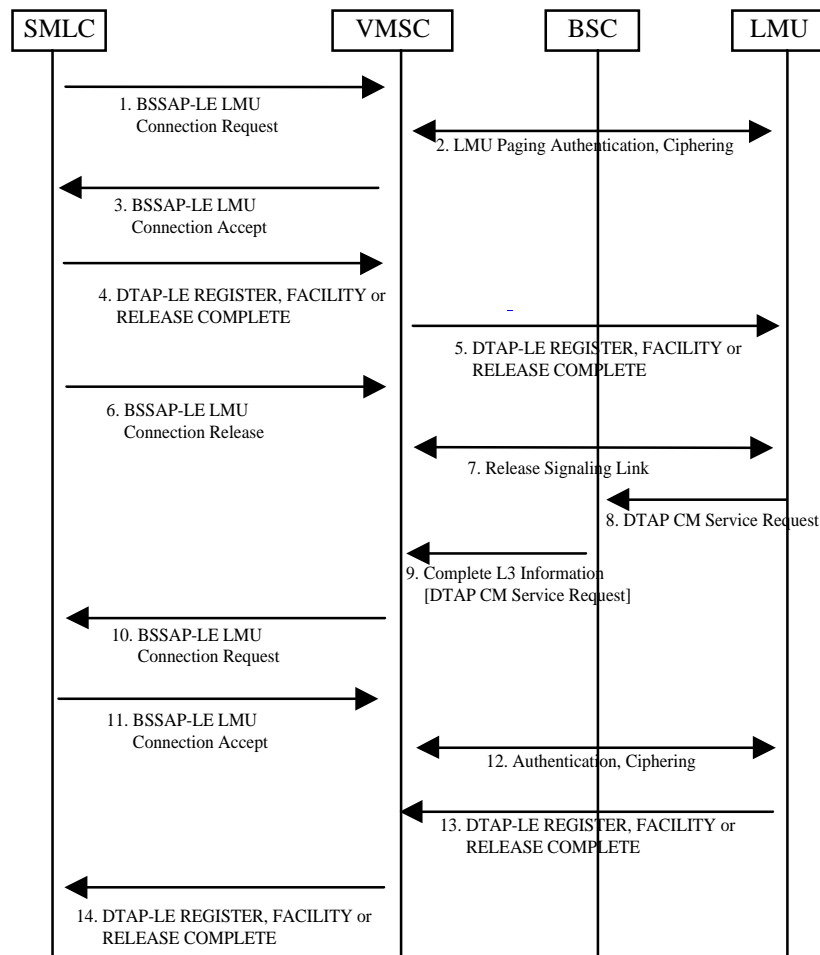 SMLC
VMSC
BSC
LMU
1. BSSAP-LE LMU
Connection Request
2. LMU Paging Authentication, Ciphering
3. BSSAP-LE LMU
Connection Accept
4. DTAP-LE REGISTER, FACILITY or
RELEASE COMPLETE
5. DTAP-LE REGISTER, FACILITY or
RELEASE COMPLETE
6. BSSAP-LE LMU
Connection Release
7. Release Signaling Link
8. DTAP CM Service Request
9. Complete L3 Information
[DTAP CM Service Request]
10. BSSAP-LE LMU
Connection Request
11. BSSAP-LE LMU
Connection Accept
12. Authentication, Ciphering
13. DTAP-LE REGISTER, FACILITY or
RELEASE COMPLETE
14. DTAP-LE REGISTER, FACILITY or
RELEASE COMPLETE